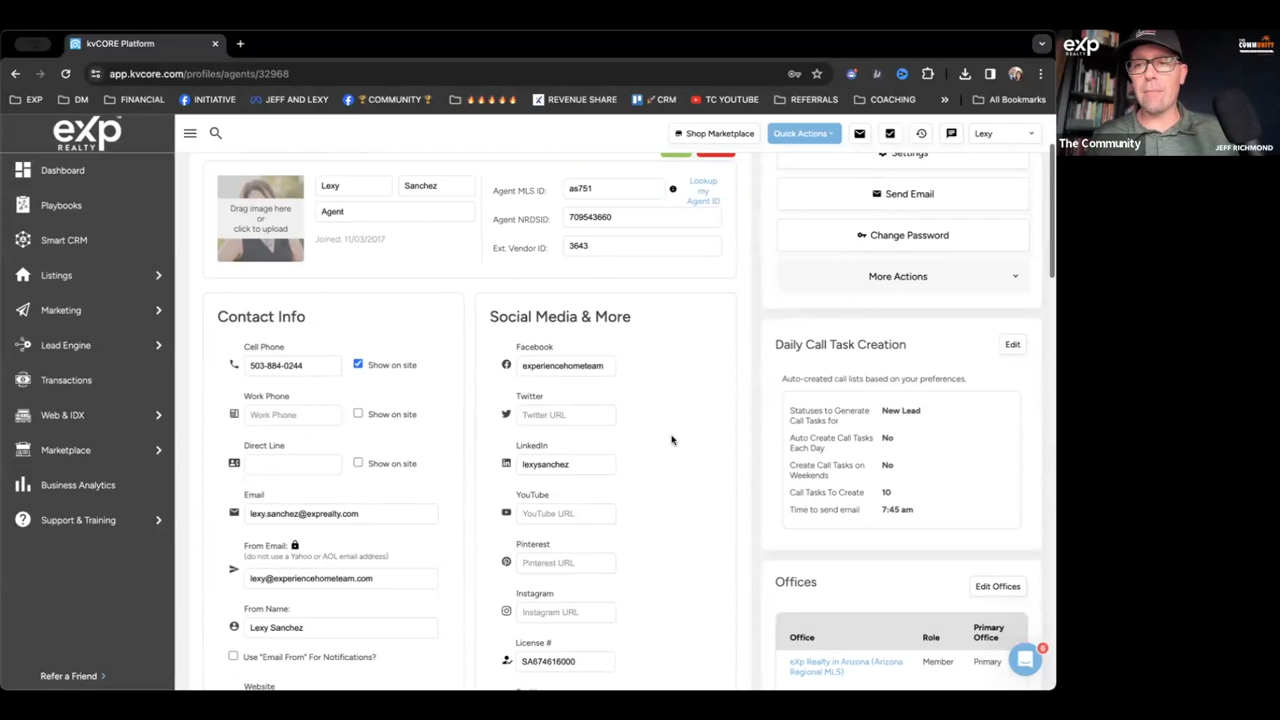 kvCORE Platform
app.kvcore.com/profiles/agents/32968
EXP
DM
FINANCIAL
INITIATIVE
JEFF AND LEXY
COMMUNITY
REVENUE SHARE
CRM
TC YOUTUBE
REFERRALS
COACHING
All Bookmarks
exp
REALTY
THE
COMMUNITY
The Community
JEFF RICHMOND
exp
REALTY
Shop Marketplace
Quick Actions
Lexy
Dashboard
Playbooks
Smart CRM
Listings
Marketing
Lead Engine
Transactions
Web & IDX
Marketplace
Business Analytics
Support & Training
Refer a Friend
Drag image here
or
click to upload
Lexy
Sanchez
Agent
Joined: 11/03/2017
Agent MLS ID:
as751
Lookup
my
Agent ID
Agent NRDSID:
709543660
Ext. Vendor ID:
3643
Contact Info
Cell Phone
503-884-0244
Show on site
Work Phone
Work Phone
Show on site
Direct Line
Show on site
Email
lexy.sanchez@exprealty.com
From Email:
(do not use a Yahoo or AOL email address)
lexy@experiencehometeam.com
From Name:
Lexy Sanchez
Use "Email From" For Notifications?
Website
Social Media & More
Facebook
experiencehometeam
Twitter
Twitter URL
LinkedIn
lexysanchez
YouTube
YouTube URL
Pinterest
Pinterest URL
Instagram
Instagram URL
License #
SA674616000
Settings
Send Email
Change Password
More Actions
Daily Call Task Creation
Edit
Auto-created call lists based on your preferences.
Statuses to Generate
Call Tasks for
New Lead
Auto Create Call Tasks
Each Day
No
Create Call Tasks on
Weekends
No
Call Tasks To Create
10
Time to send email
7:45 am
Offices
Edit Offices
Office
Role
Primary
Office
eXp Realty in Arizona (Arizona
Regional MLS)
Member
Primary
6